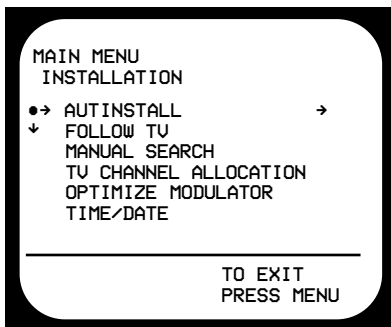 MAIN MENU
INSTALLATION
●→ AUTINSTALL →
↓ FOLLOW TV
MANUAL SEARCH
TV CHANNEL ALLOCATION
OPTIMIZE MODULATOR
TIME/DATE
TO EXIT
PRESS MENU